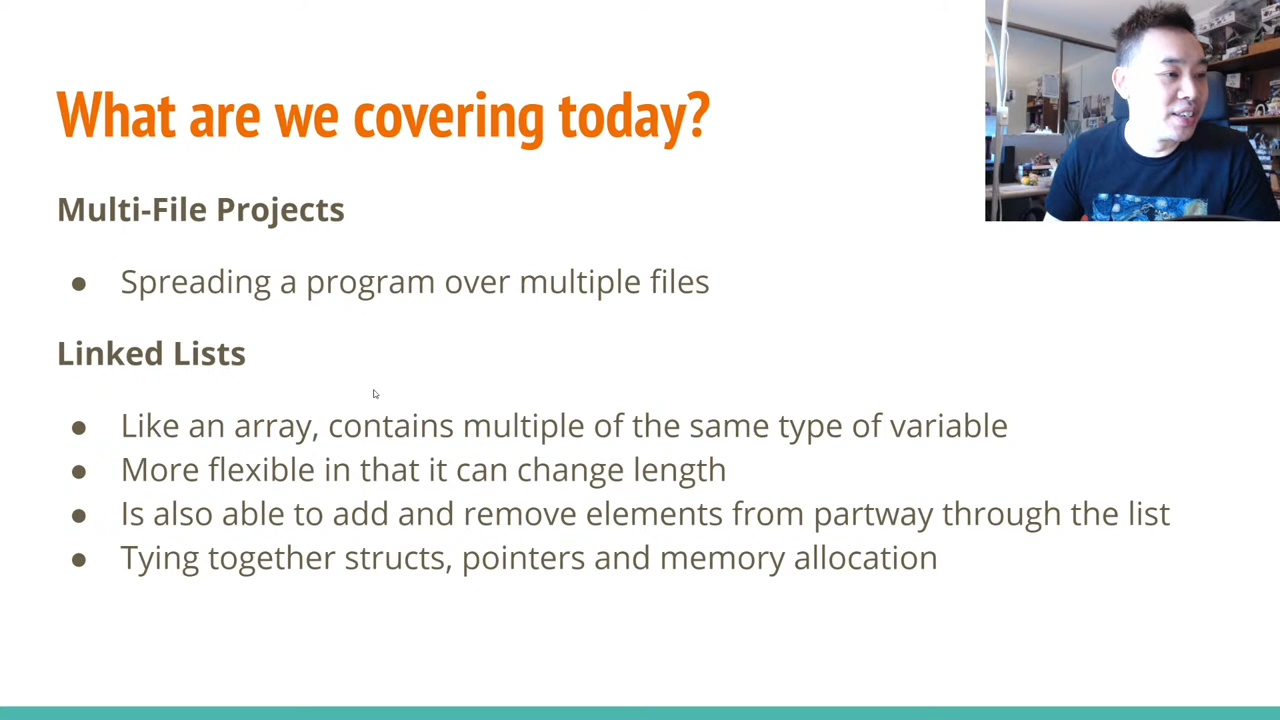 What are we covering today?
Multi-File Projects
● Spreading a program over multiple files
Linked Lists
● Like an array, contains multiple of the same type of variable
● More flexible in that it can change length
● Is also able to add and remove elements from partway through the list
● Tying together structs, pointers and memory allocation